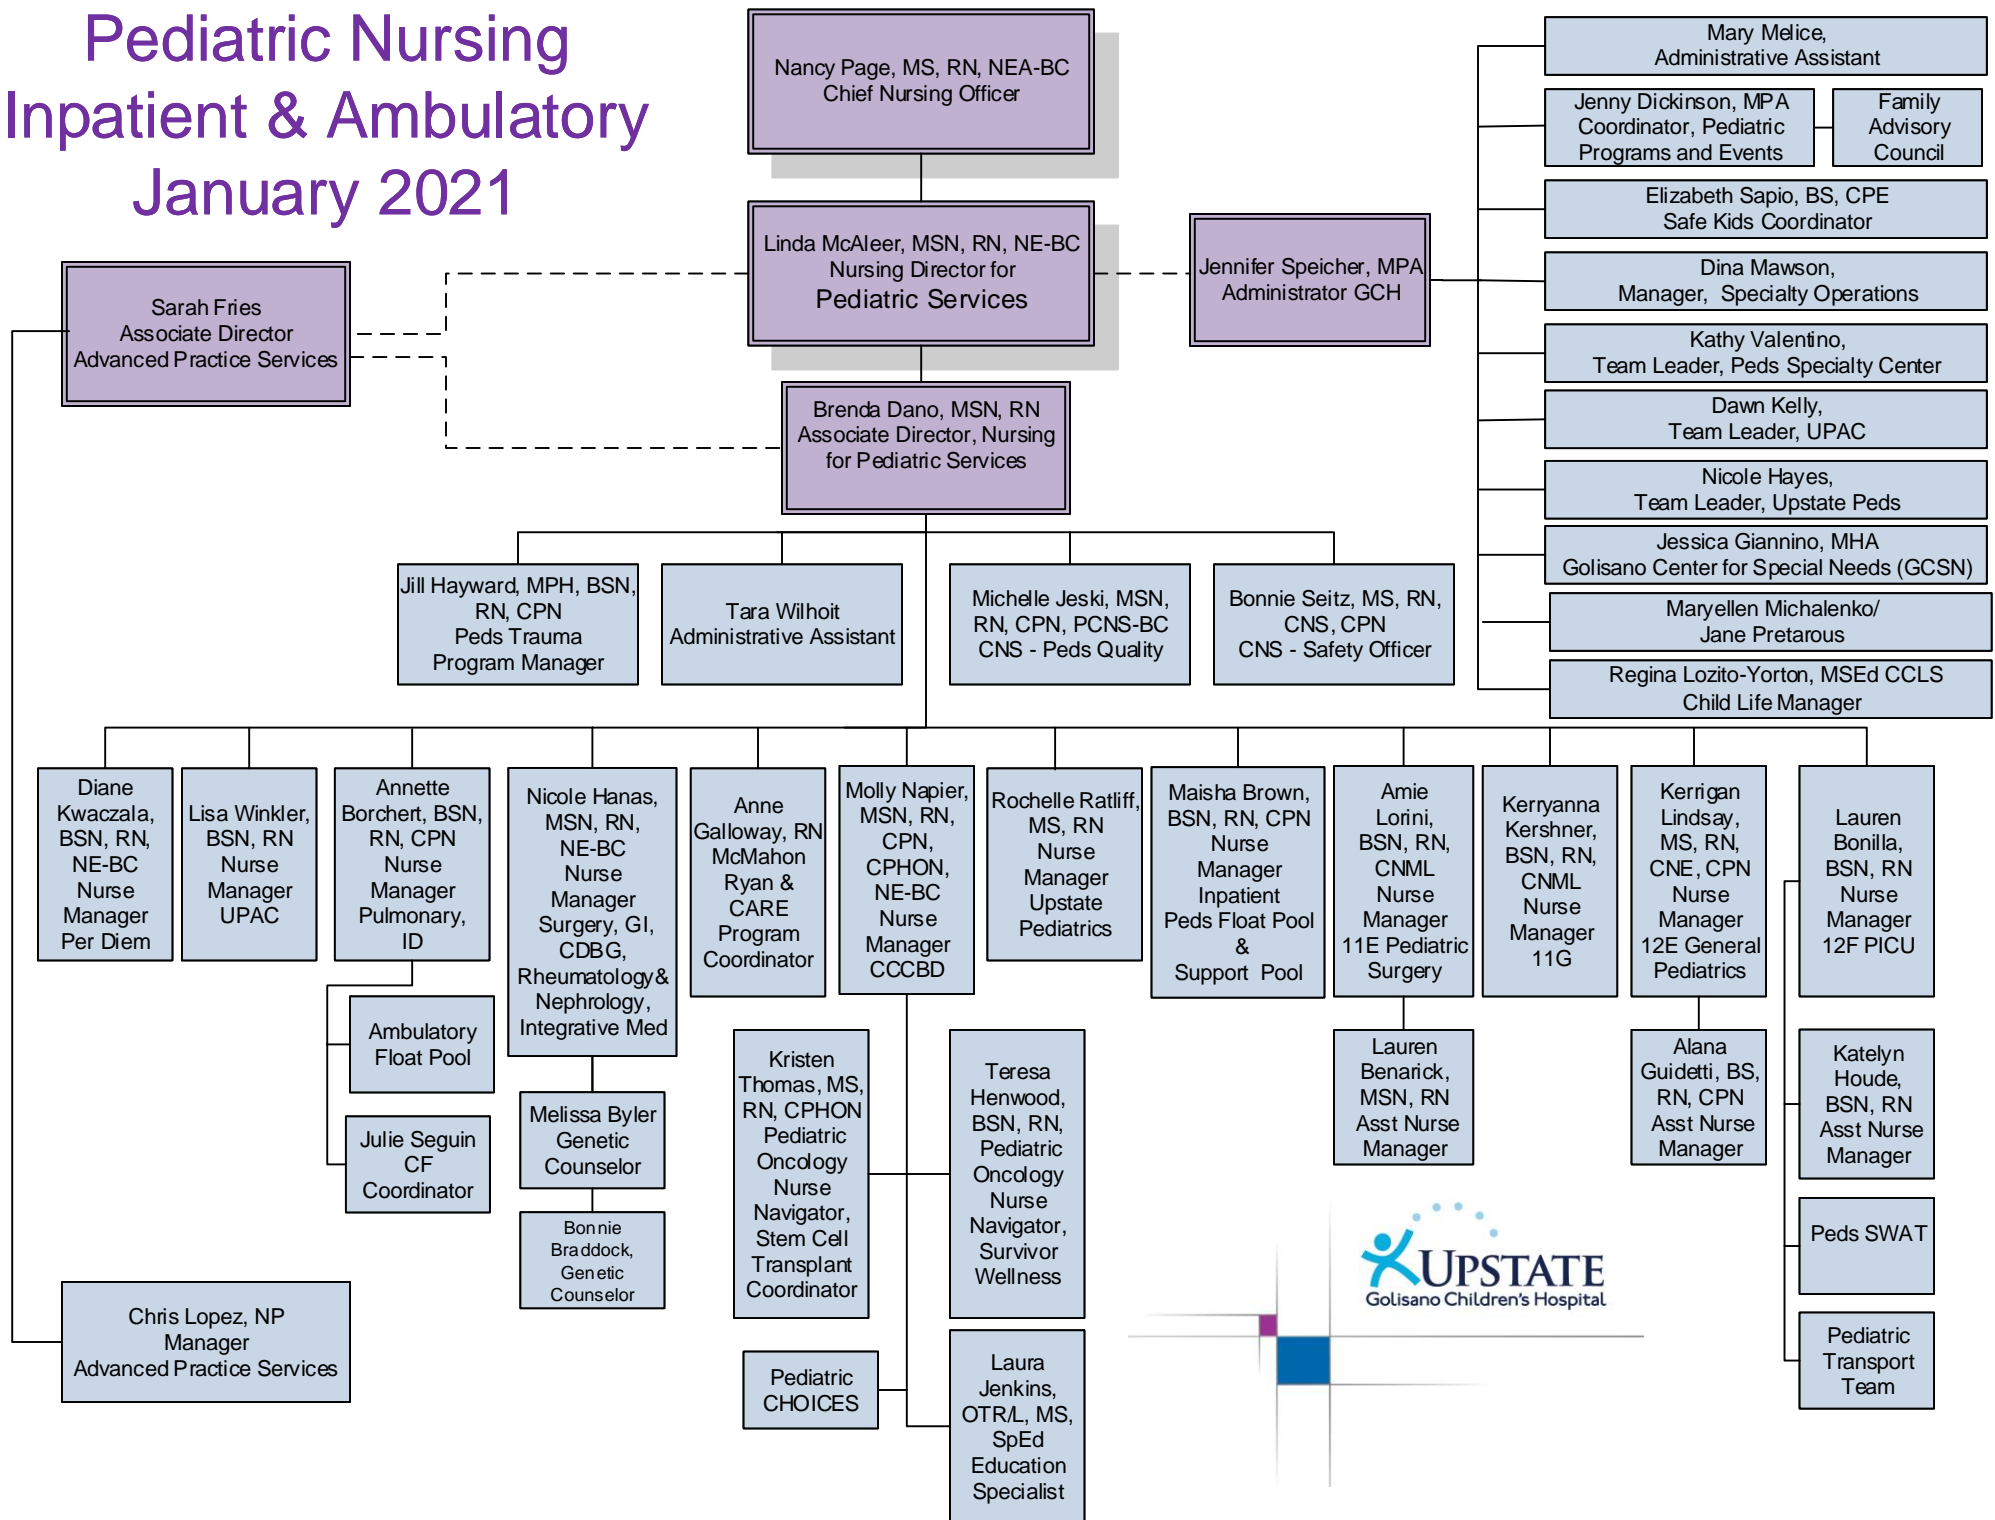 Pediatric Nursing
Inpatient & Ambulatory
January 2021
Nancy Page, MS, RN, NEA-BC
Chief Nursing Officer
Linda McAleer, MSN, RN, NE-BC
Nursing Director for
Pediatric Services
Jennifer Speicher, MPA
Administrator GCH
Sarah Fries
Associate Director
Advanced Practice Services
Brenda Dano, MSN, RN
Associate Director, Nursing
for Pediatric Services
Mary Melice,
Administrative Assistant
Jenny Dickinson, MPA
Coordinator, Pediatric
Programs and Events
Family
Advisory
Council
Elizabeth Sapio, BS, CPE
Safe Kids Coordinator
Dina Mawson,
Manager, Specialty Operations
Kathy Valentino,
Team Leader, Peds Specialty Center
Dawn Kelly,
Team Leader, UPAC
Nicole Hayes,
Team Leader, Upstate Peds
Jessica Giannino, MHA
Golisano Center for Special Needs (GCSN)
Maryellen Michalenko/
Jane Pretarous
Regina Lozito-Yorton, MSEd CCLS
Child Life Manager
Jill Hayward, MPH, BSN,
RN, CPN
Peds Trauma
Program Manager
Tara Wilhoit
Administrative Assistant
Michelle Jeski, MSN,
RN, CPN, PCNS-BC
CNS - Peds Quality
Bonnie Seitz, MS, RN,
CNS, CPN
CNS - Safety Officer
Diane
Kwaczala,
BSN, RN,
NE-BC
Nurse
Manager
Per Diem
Lisa Winkler,
BSN, RN
Nurse
Manager
UPAC
Annette
Borchert, BSN,
RN, CPN
Nurse
Manager
Pulmonary,
ID
Nicole Hanas,
MSN, RN,
NE-BC
Nurse
Manager
Surgery, GI,
CDBG,
Rheumatology&
Nephrology,
Integrative Med
Anne
Galloway, RN
McMahon
Ryan &
CARE
Program
Coordinator
Molly Napier,
MSN, RN,
CPN,
CPHON,
NE-BC
Nurse
Manager
CCCBD
Rochelle Ratliff,
MS, RN
Nurse
Manager
Upstate
Pediatrics
Maisha Brown,
BSN, RN, CPN
Nurse
Manager
Inpatient
Peds Float Pool
&
Support Pool
Amie
Lorini,
BSN, RN,
CNML
Nurse
Manager
11E Pediatric
Surgery
Kerryanna
Kershner,
BSN, RN,
CNML
Nurse
Manager
11G
Kerrigan
Lindsay,
MS, RN,
CNE, CPN
Nurse
Manager
12E General
Pediatrics
Lauren
Bonilla,
BSN, RN
Nurse
Manager
12F PICU
Ambulatory
Float Pool
Julie Seguin
CF
Coordinator
Melissa Byler
Genetic
Counselor
Bonnie
Braddock,
Genetic
Counselor
Kristen
Thomas, MS,
RN, CPHON
Pediatric
Oncology
Nurse
Navigator,
Stem Cell
Transplant
Coordinator
Teresa
Henwood,
BSN, RN,
Pediatric
Oncology
Nurse
Navigator,
Survivor
Wellness
Pediatric
CHOICES
Laura
Jenkins,
OTR/L, MS,
SpEd
Education
Specialist
Lauren
Benarick,
MSN, RN
Asst Nurse
Manager
Alana
Guidetti, BS,
RN, CPN
Asst Nurse
Manager
Katelyn
Houde,
BSN, RN
Asst Nurse
Manager
Peds SWAT
Pediatric
Transport
Team
Chris Lopez, NP
Manager
Advanced Practice Services
UPSTATE
Golisano Children's Hospital